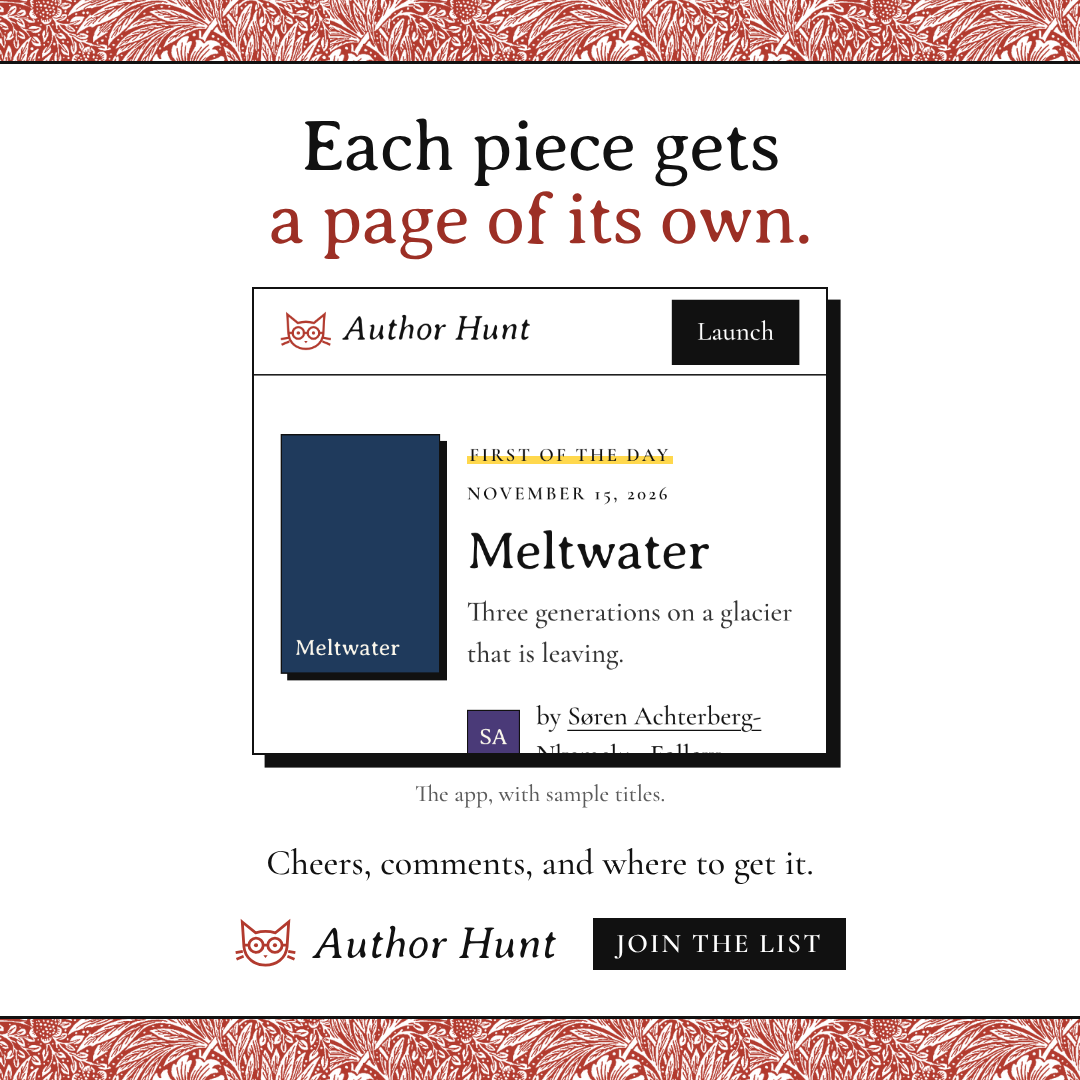 Each piece gets
a page of its own.
Author Hunt
Launch
FIRST OF THE DAY
NOVEMBER 15, 2026
Meltwater
Three generations on a glacier
that is leaving.
Meltwater
SA
by Søren Achterberg-
The app, with sample titles.
Cheers, comments, and where to get it.
Author Hunt
JOIN THE LIST